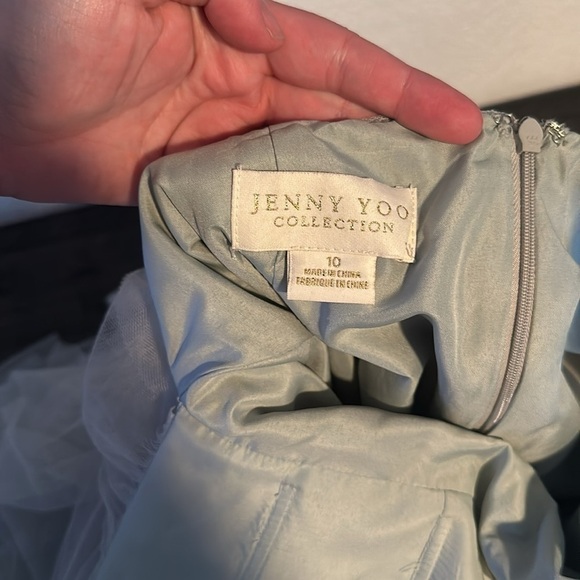 JENNY YOO
COLLECTION
10
MADE IN CHINA
FABRIQUE EN CHINE